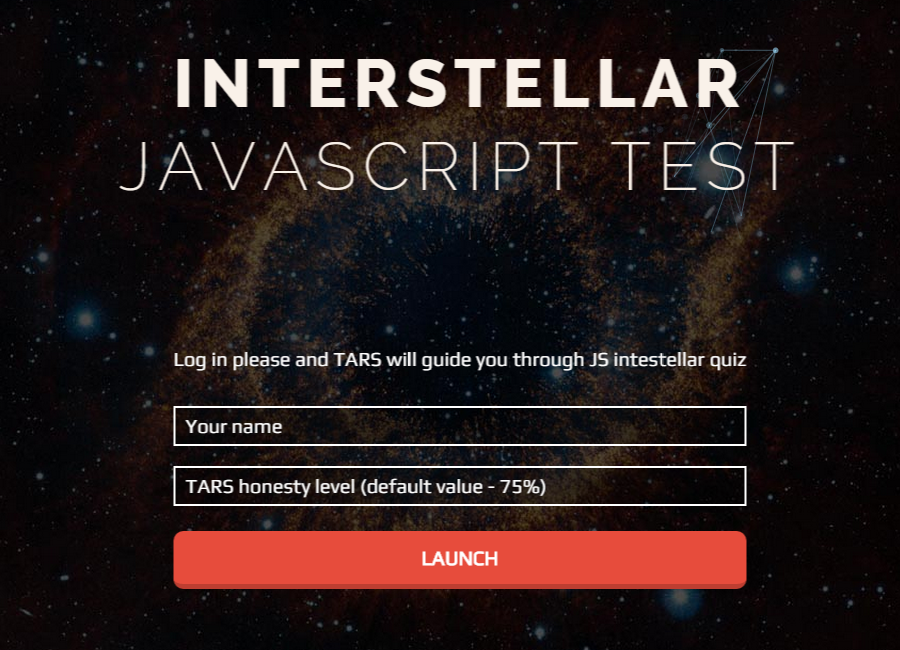 INTERSTELLAR
JAVASCRIPT TEST
Log in please and TARS will guide you through JS intestellar quiz
Your name
TARS honesty level (default value - 75%)
LAUNCH